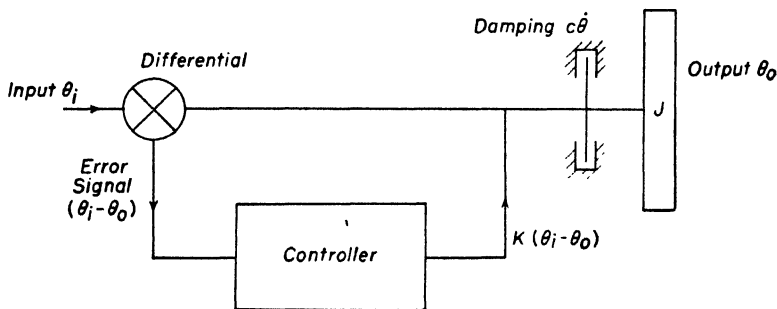 Damping cθ̇
Differential
Input θi
Output θo
J
Error
Signal
(θi-θo)
Controller
K (θi-θo)